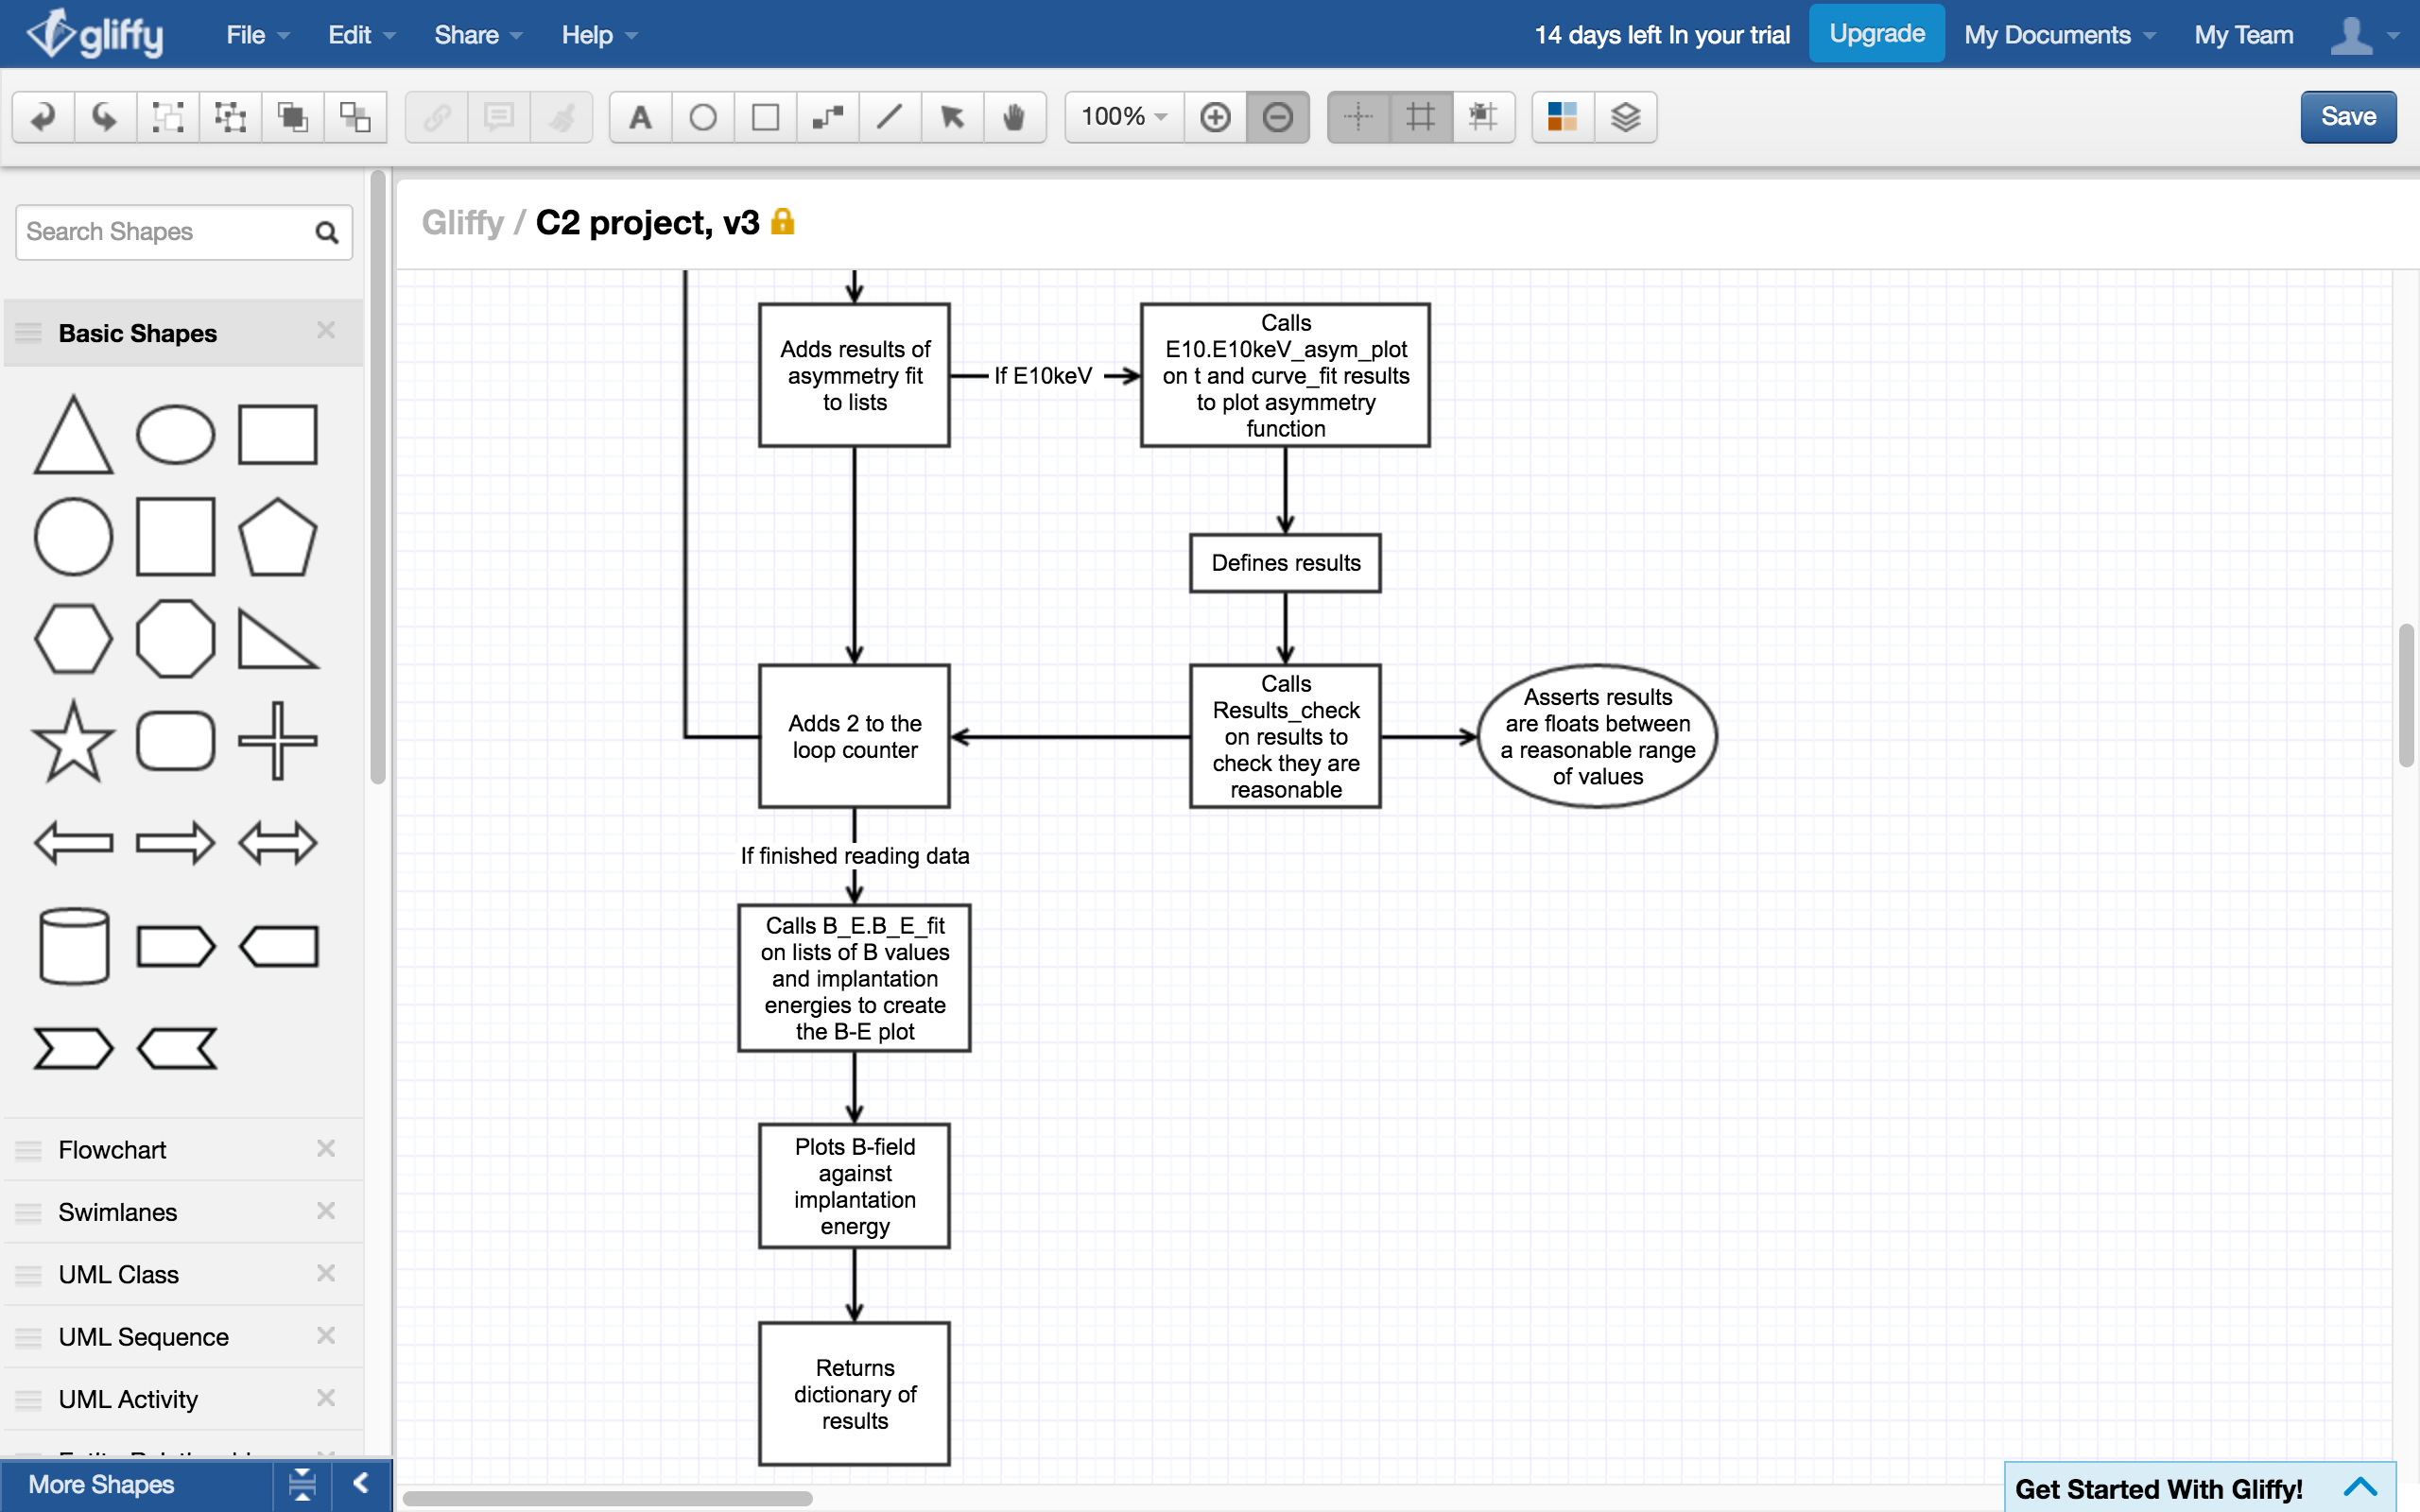 gliffy File Edit Share Help 14 days left In your trial Upgrade My Documents My Team
100% Save
Search Shapes
Gliffy / C2 project, v3
Basic Shapes
Adds results of
asymmetry fit
to lists
If E10keV
Calls
E10.E10keV_asym_plot
on t and curve_fit results
to plot asymmetry
function
Defines results
Adds 2 to the
loop counter
Calls
Results_check
on results to
check they are
reasonable
Asserts results
are floats between
a reasonable range
of values
If finished reading data
Calls B_E.B_E_fit
on lists of B values
and implantation
energies to create
the B-E plot
Plots B-field
against
implantation
energy
Returns
dictionary of
results
Flowchart
Swimlanes
UML Class
UML Sequence
UML Activity
More Shapes
Get Started With Gliffy!